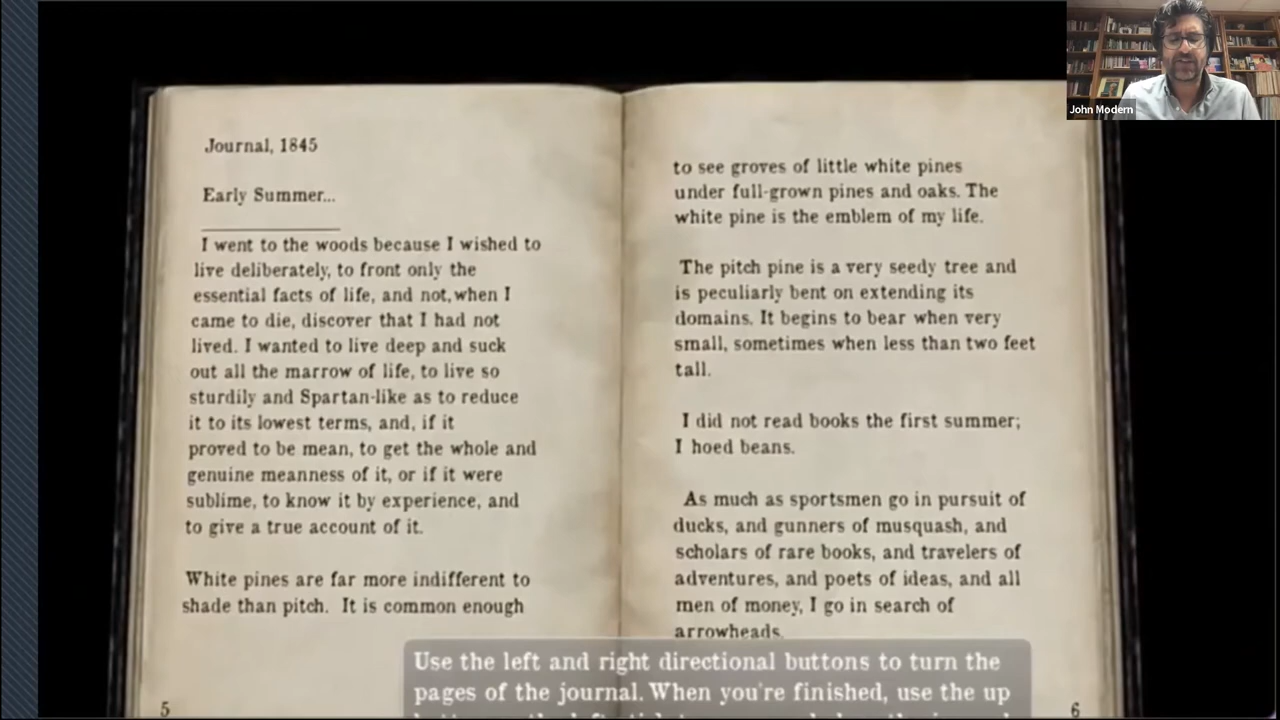 John Modern
Journal, 1845
Early Summer...
I went to the woods because I wished to
live deliberately, to front only the
essential facts of life, and not, when I
came to die, discover that I had not
lived. I wanted to live deep and suck
out all the marrow of life, to live so
sturdily and Spartan-like as to reduce
it to its lowest terms, and, if it
proved to be mean, to get the whole and
genuine meanness of it, or if it were
sublime, to know it by experience, and
to give a true account of it.
White pines are far more indifferent to
shade than pitch. It is common enough
5
to see groves of little white pines
under full-grown pines and oaks. The
white pine is the emblem of my life.
The pitch pine is a very seedy tree and
is peculiarly bent on extending its
domains. It begins to bear when very
small, sometimes when less than two feet
tall.
I did not read books the first summer;
I hoed beans.
As much as sportsmen go in pursuit of
ducks, and gunners of musquash, and
scholars of rare books, and travelers of
adventures, and poets of ideas, and all
men of money, I go in search of
arrowheads.
6
Use the left and right directional buttons to turn the
pages of the journal. When you're finished, use the up